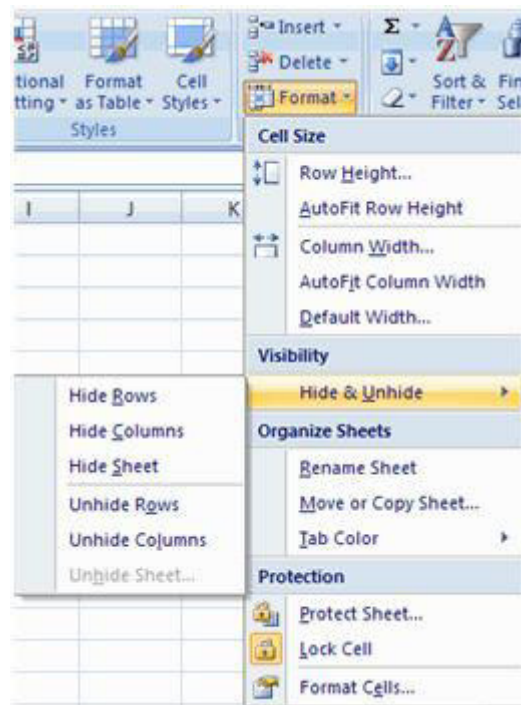 Insert
Delete
Format
Σ
tional Format Cell
tting as Table Styles
Sort & Fin
Filter Sel
Styles
Cell Size
Row Height...
AutoFit Row Height
Column Width...
AutoFit Column Width
Default Width...
Visibility
Hide & Unhide
Organize Sheets
Rename Sheet
Move or Copy Sheet...
Tab Color
Protection
Protect Sheet...
Lock Cell
Format Cells...
I J K
Hide Rows
Hide Columns
Hide Sheet
Unhide Rows
Unhide Columns
Unhide Sheet...